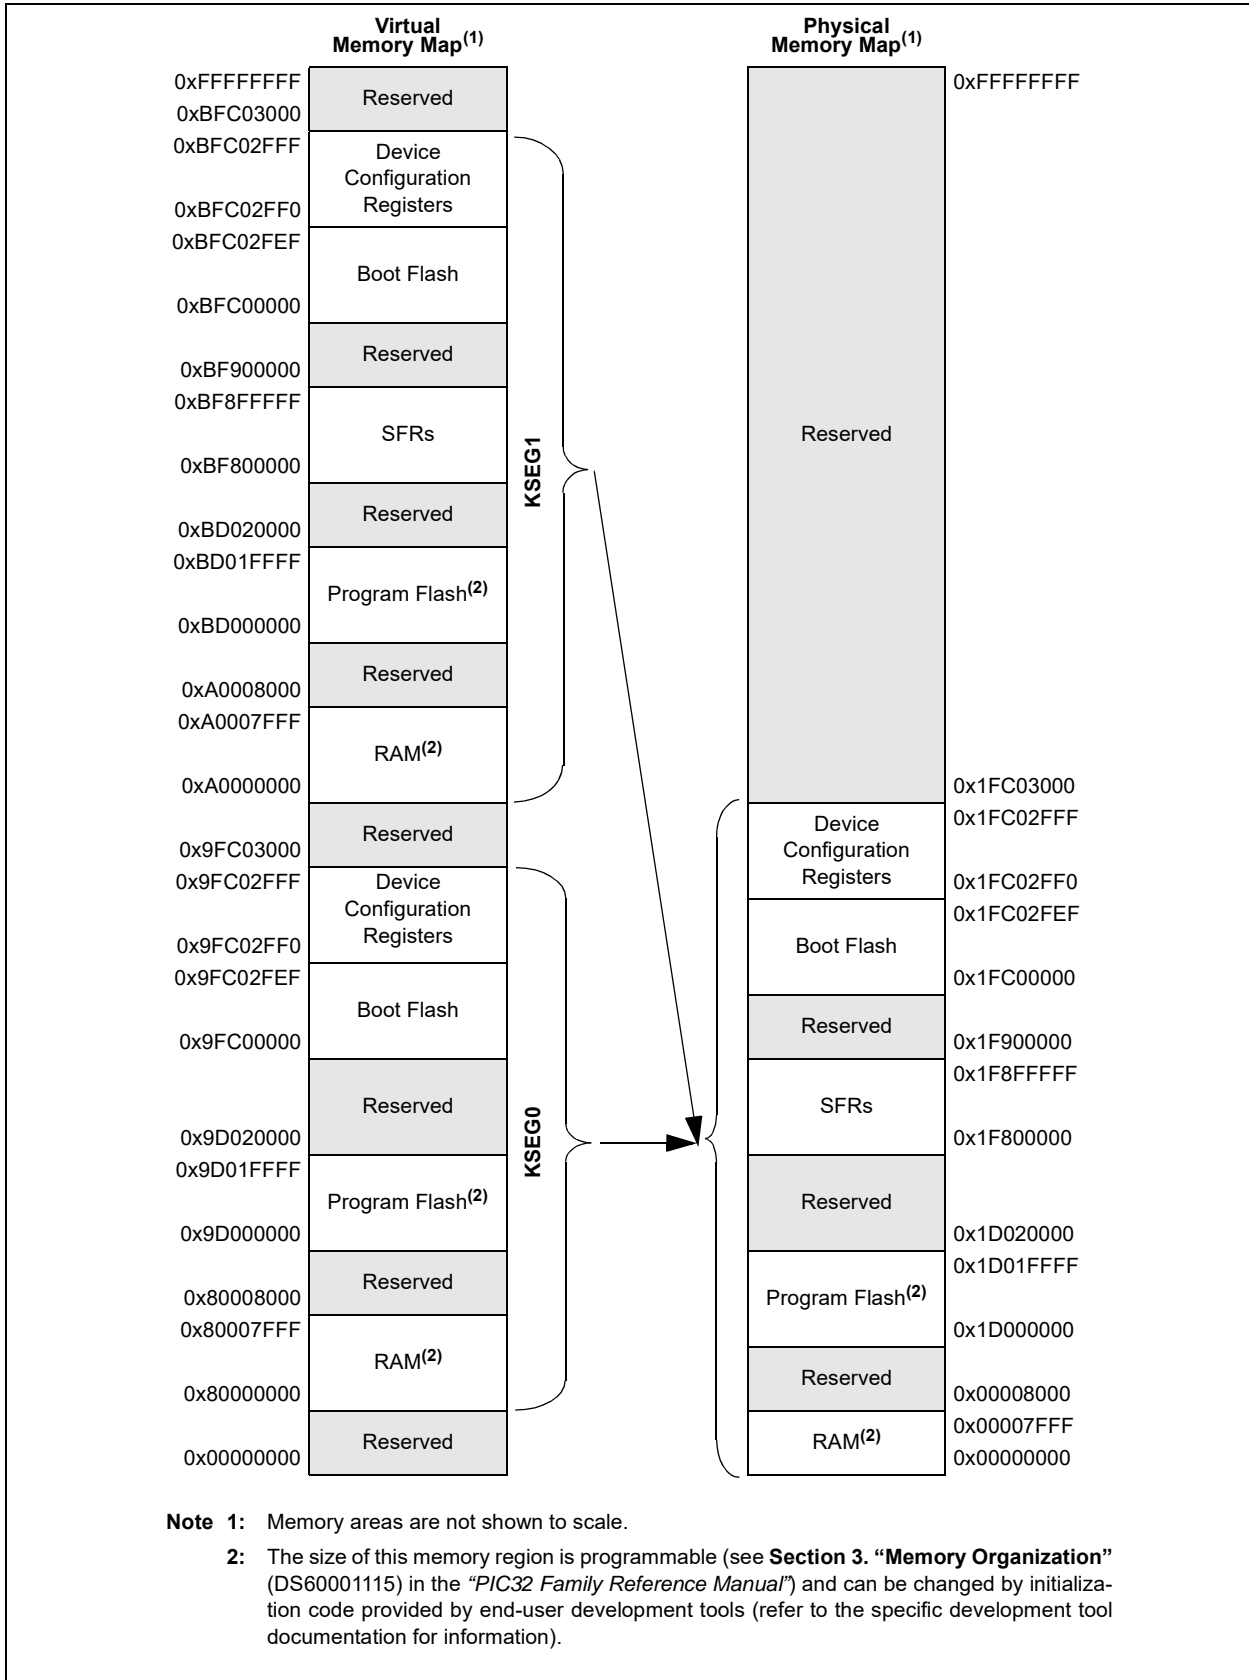 Virtual
Memory Map(1)
Physical
Memory Map(1)
0xFFFFFFFF
Reserved
0xBFC03000
0xBFC02FFF
Device
Configuration
Registers
0xBFC02FF0
0xBFC02FEF
Boot Flash
0xBFC00000
Reserved
0xBF900000
0xBF8FFFFF
SFRs
0xBF800000
Reserved
0xBD020000
0xBD01FFFF
Program Flash(2)
0xBD000000
Reserved
0xA0008000
0xA0007FFF
RAM(2)
0xA0000000
Reserved
0x9FC03000
0x9FC02FFF
Device
Configuration
Registers
0x9FC02FF0
0x9FC02FEF
Boot Flash
0x9FC00000
Reserved
0x9D020000
0x9D01FFFF
Program Flash(2)
0x9D000000
Reserved
0x80008000
0x80007FFF
RAM(2)
0x80000000
Reserved
0x00000000
KSEG1
KSEG0
0xFFFFFFFF
Reserved
0x1FC03000
0x1FC02FFF
Device
Configuration
Registers
0x1FC02FF0
0x1FC02FEF
Boot Flash
0x1FC00000
Reserved
0x1F900000
0x1F8FFFFF
SFRs
0x1F800000
Reserved
0x1D020000
0x1D01FFFF
Program Flash(2)
0x1D000000
Reserved
0x00008000
0x00007FFF
RAM(2)
0x00000000
Note 1: Memory areas are not shown to scale.
2: The size of this memory region is programmable (see Section 3. “Memory Organization”
(DS60001115) in the “PIC32 Family Reference Manual”) and can be changed by initializa-
tion code provided by end-user development tools (refer to the specific development tool
documentation for information).